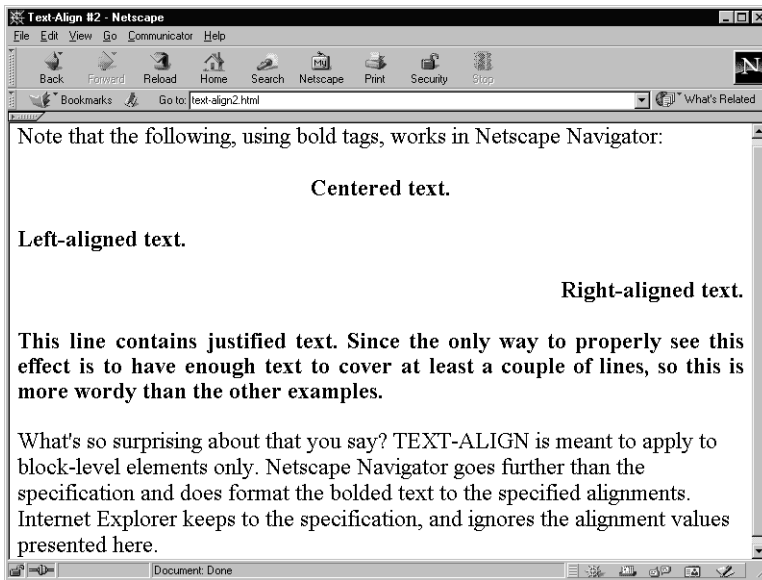 Text-Align #2 - Netscape
File Edit View Go Communicator Help
Back Forward Reload Home Search Netscape Print Security Stop
My
N
Bookmarks Go to: text-align2.html What's Related
Note that the following, using bold tags, works in Netscape Navigator:
Centered text.
Left-aligned text.
Right-aligned text.
This line contains justified text. Since the only way to properly see this
effect is to have enough text to cover at least a couple of lines, so this is
more wordy than the other examples.
What's so surprising about that you say? TEXT-ALIGN is meant to apply to
block-level elements only. Netscape Navigator goes further than the
specification and does format the bolded text to the specified alignments.
Internet Explorer keeps to the specification, and ignores the alignment values
presented here.
Document: Done